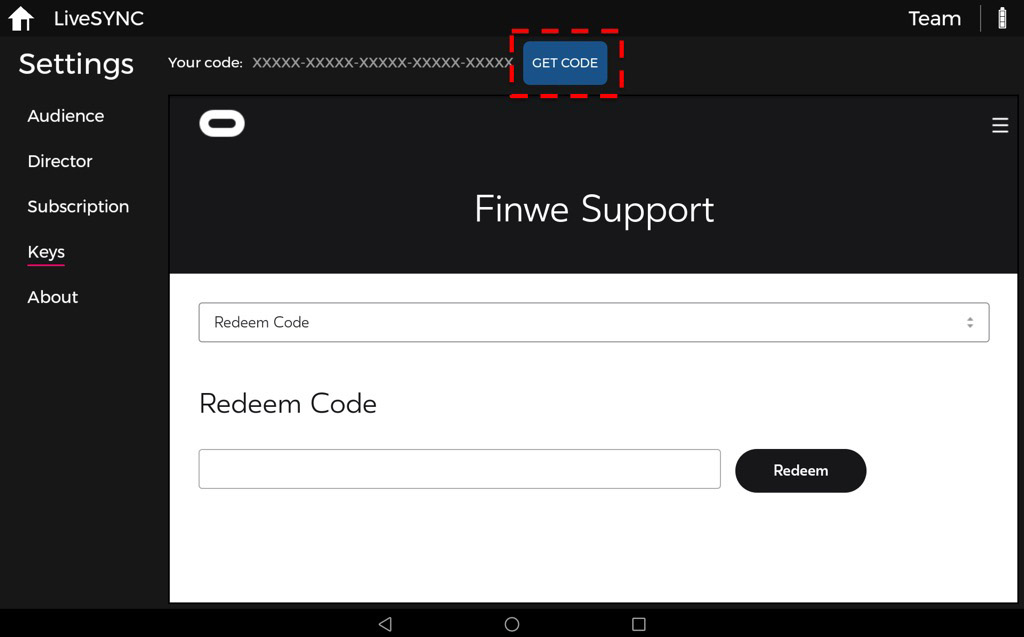 LiveSYNC
Team
Settings
Your code: XXXXX-XXXXX-XXXXX-XXXXX-XXXXX
GET CODE
Audience
Director
Subscription
Keys
About
Finwe Support
Redeem Code
Redeem Code
Redeem